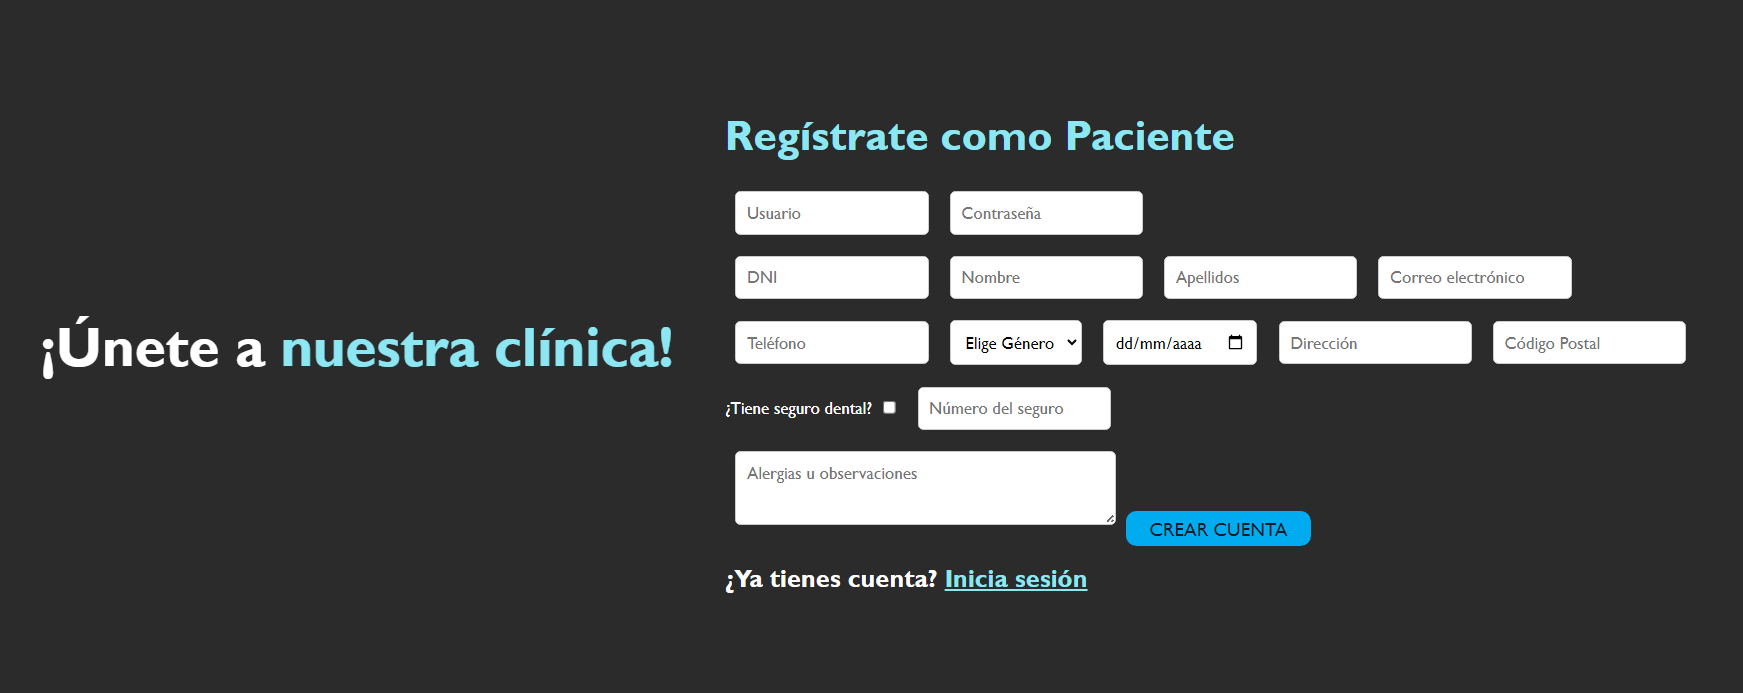 ¡Únete a nuestra clínica!
Regístrate como Paciente
Usuario Contraseña
DNI Nombre Apellidos Correo electrónico
Teléfono Elige Género dd/mm/aaaa Dirección Código Postal
¿Tiene seguro dental? Número del seguro
Alergias u observaciones
CREAR CUENTA
¿Ya tienes cuenta? Inicia sesión